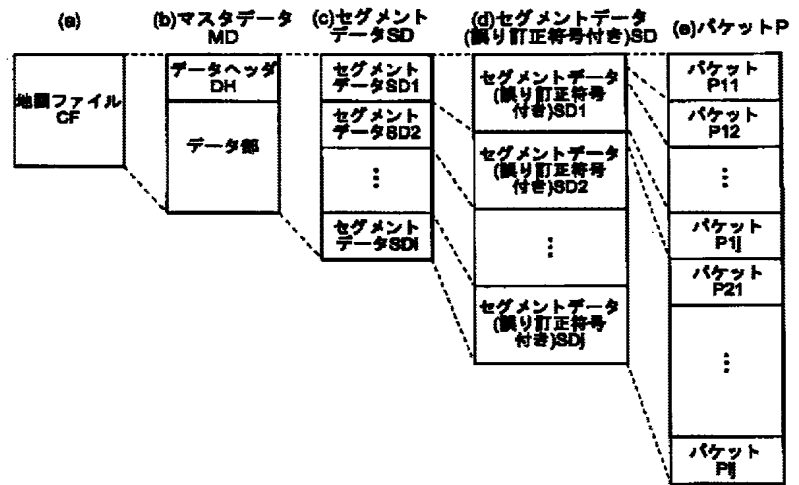 (a)
(b)マスタデータ
MD
(c)セグメント
データSD
(d)セグメントデータ
(誤り訂正符号付き)SD
(e)パケットP
地図ファイル
CF
データヘッダ
DH
データ部
セグメント
データSD1
セグメント
データSD2
⋮
セグメント
データSDi
セグメントデータ
(誤り訂正符号
付き)SD1
セグメントデータ
(誤り訂正符号
付き)SD2
⋮
セグメントデータ
(誤り訂正符号
付き)SDj
パケット
P11
パケット
P12
⋮
パケット
P1j
パケット
P21
⋮
パケット
Pij